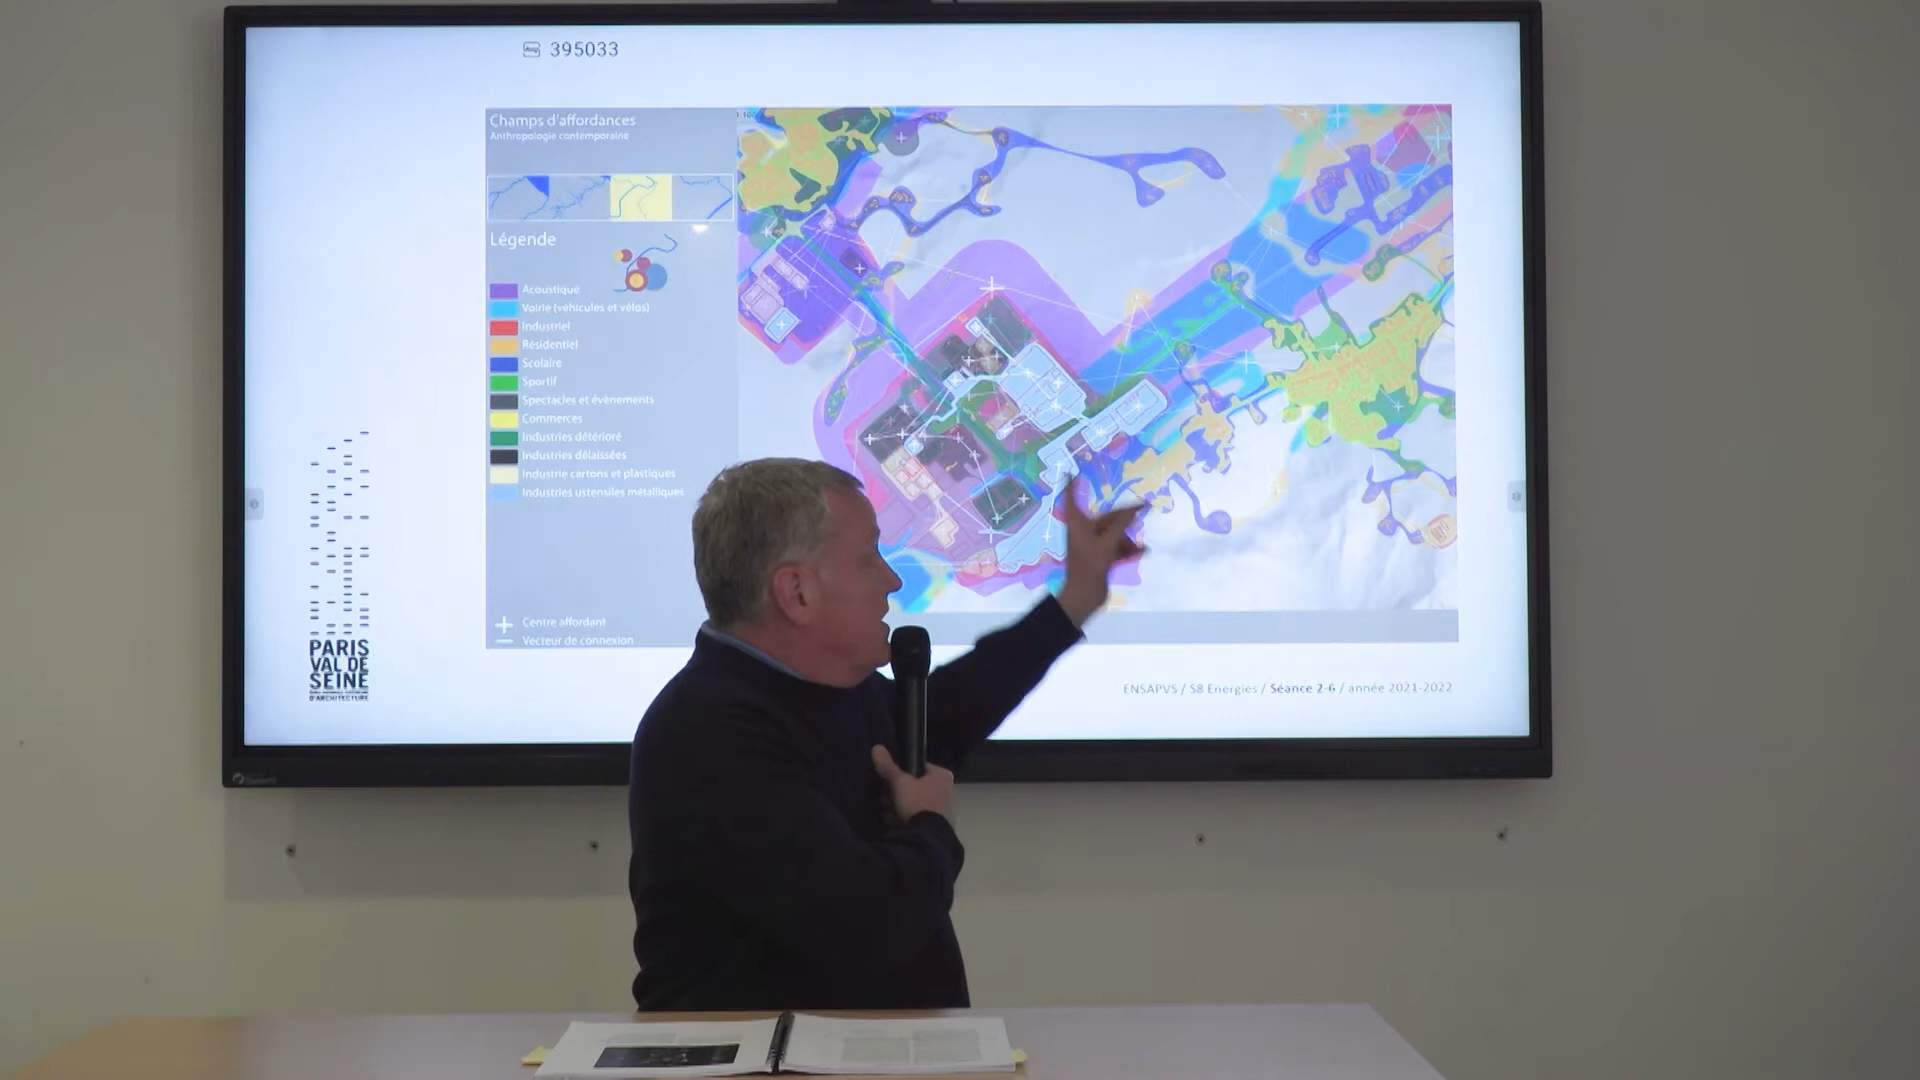 395033
Champs d'affordances
Anthropologie contemporaine
Légende
Acoustique
Voirie (véhicules et vélos)
Industriel
Résidentiel
Scolaire
Sportif
Spectacles et évènements
Commerces
Industries détérioré
Industries délaissées
Industrie cartons et plastiques
Industries ustensiles métalliques
Centre affordant
Vecteur de connexion
PARIS
VAL DE
SEINE
D'ARCHITECTURE
ENSAPVS / S8 Energies / Séance 2-6 / année 2021-2022